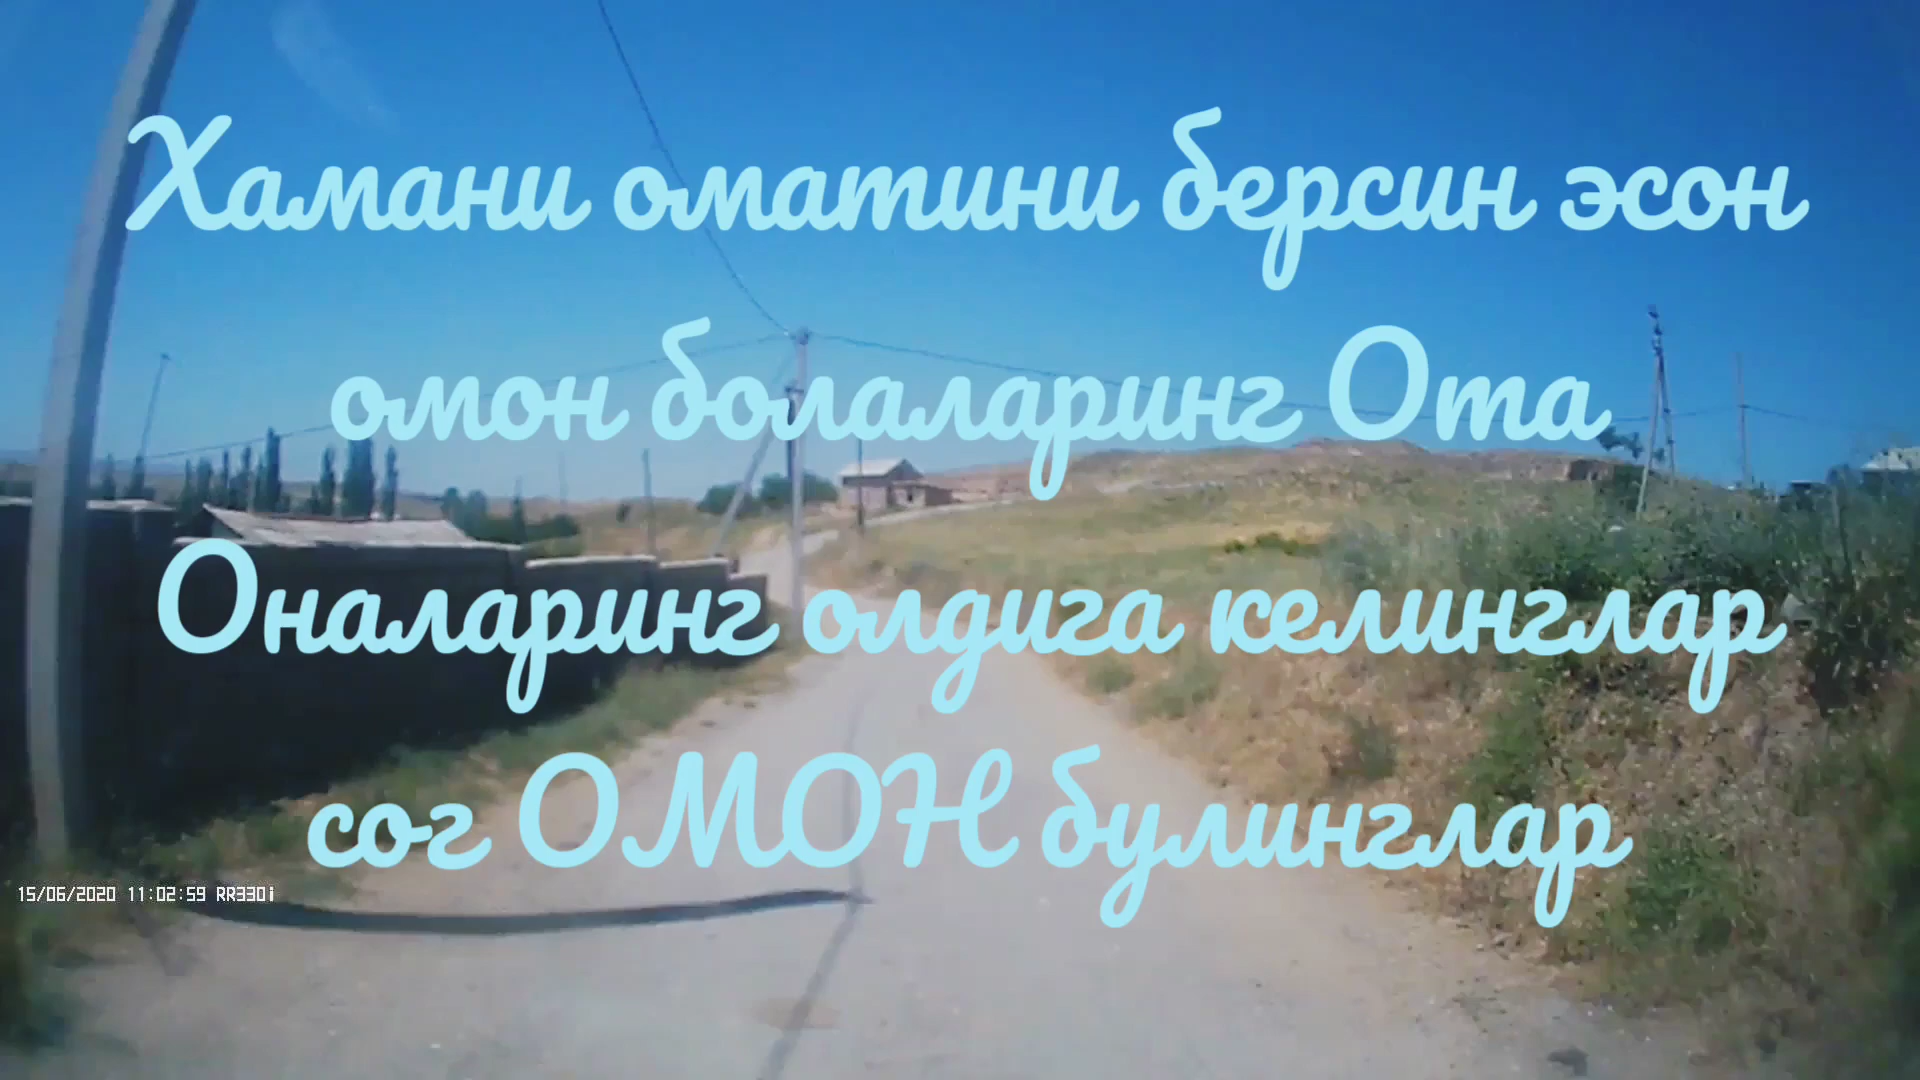 Хамани оматини берсин эсон
омон болаларинг Ота
Оналаринг олдига келинглар
сог ОМОН булинглар
15/06/2020 11:02:59 RR330i